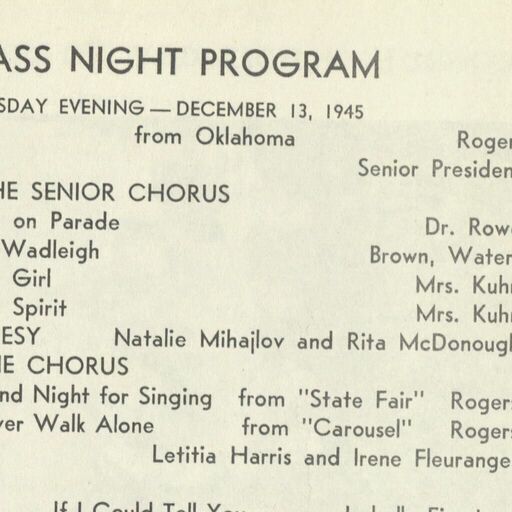 ASS NIGHT PROGRAM
SDAY EVENING — DECEMBER 13, 1945
from Oklahoma Roger
Senior Presiden
HE SENIOR CHORUS
on Parade Dr. Rowe
Wadleigh Brown, Water
Girl Mrs. Kuhn
Spirit Mrs. Kuhn
ESY Natalie Mihajlov and Rita McDonough
HE CHORUS
nd Night for Singing from "State Fair" Rogers
ver Walk Alone from "Carousel" Rogers
Letitia Harris and Irene Fleurange
If I Could Tell You